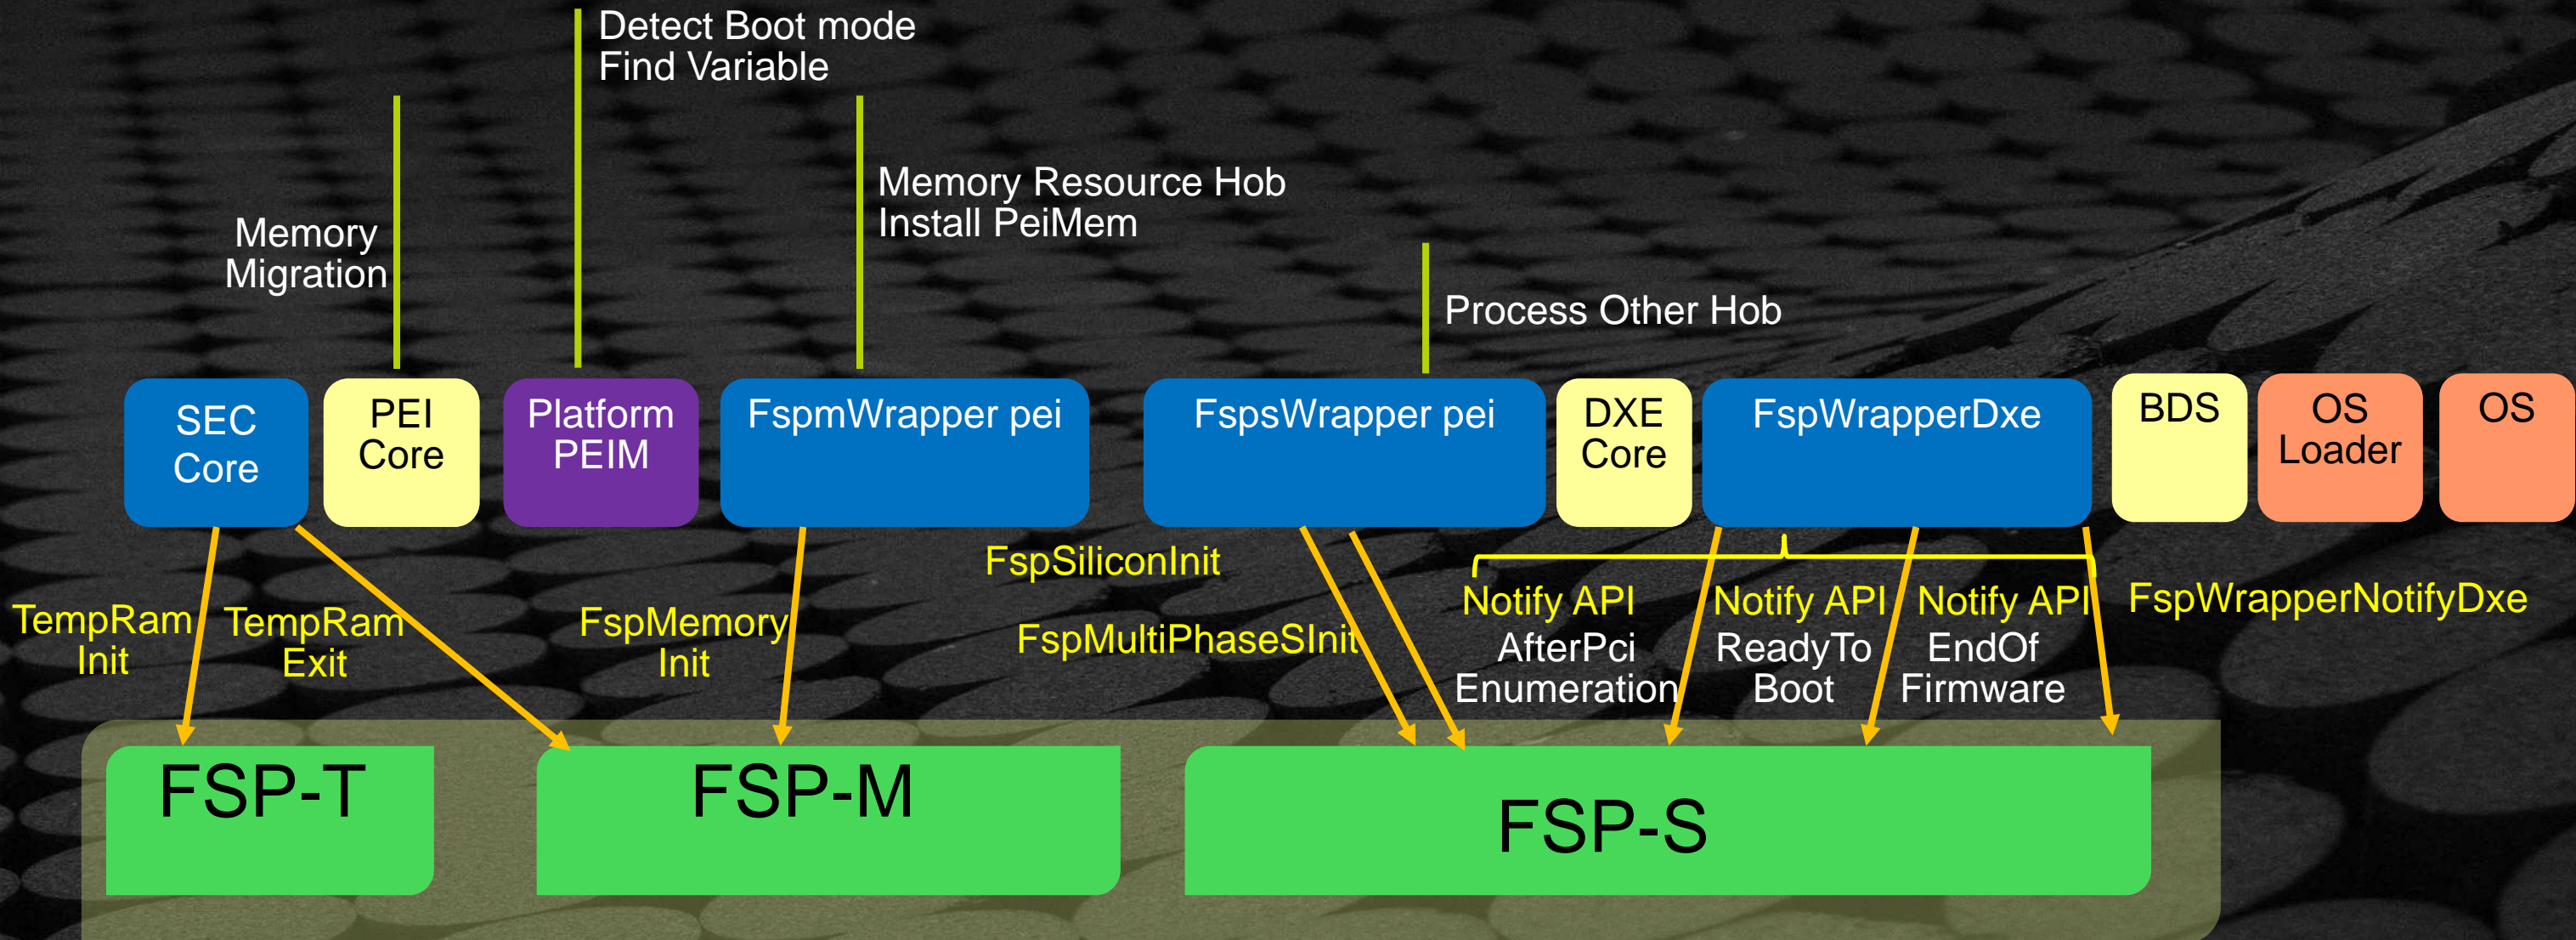 Detect Boot mode
Find Variable
Memory Resource Hob
Install PeiMem
Memory
Migration
Process Other Hob
SEC
Core
PEI
Core
Platform
PEIM
FspmWrapper pei
FspsWrapper pei
DXE
Core
FspWrapperDxe
BDS
OS
Loader
OS
TempRam
Init
TempRam
Exit
FspMemory
Init
FspSiliconInit
FspMultiPhaseSInit
Notify API
AfterPci
Enumeration
Notify API
ReadyTo
Boot
Notify API
EndOf
Firmware
FspWrapperNotifyDxe
FSP-T
FSP-M
FSP-S